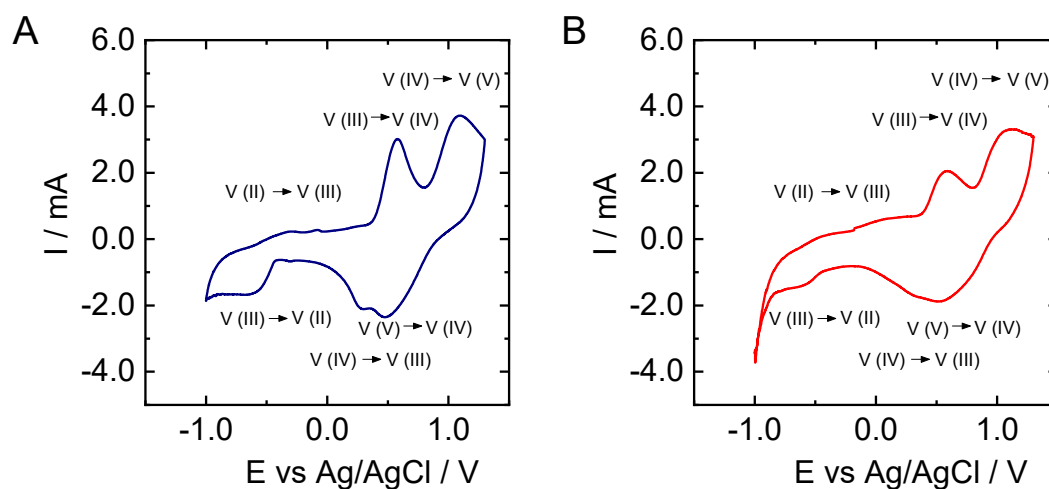 A
6.0
4.0
2.0
0.0
-2.0
-4.0
I / mA
V (IV) → V (V)
V (III) → V (IV)
V (II) → V (III)
V (III) → V (II)
V (V) → V (IV)
V (IV) → V (III)
-1.0 0.0 1.0
E vs Ag/AgCl / V
B
6.0
4.0
2.0
0.0
-2.0
-4.0
I / mA
V (IV) → V (V)
V (III) → V (IV)
V (II) → V (III)
V (III) → V (II)
V (V) → V (IV)
V (IV) → V (III)
-1.0 0.0 1.0
E vs Ag/AgCl / V